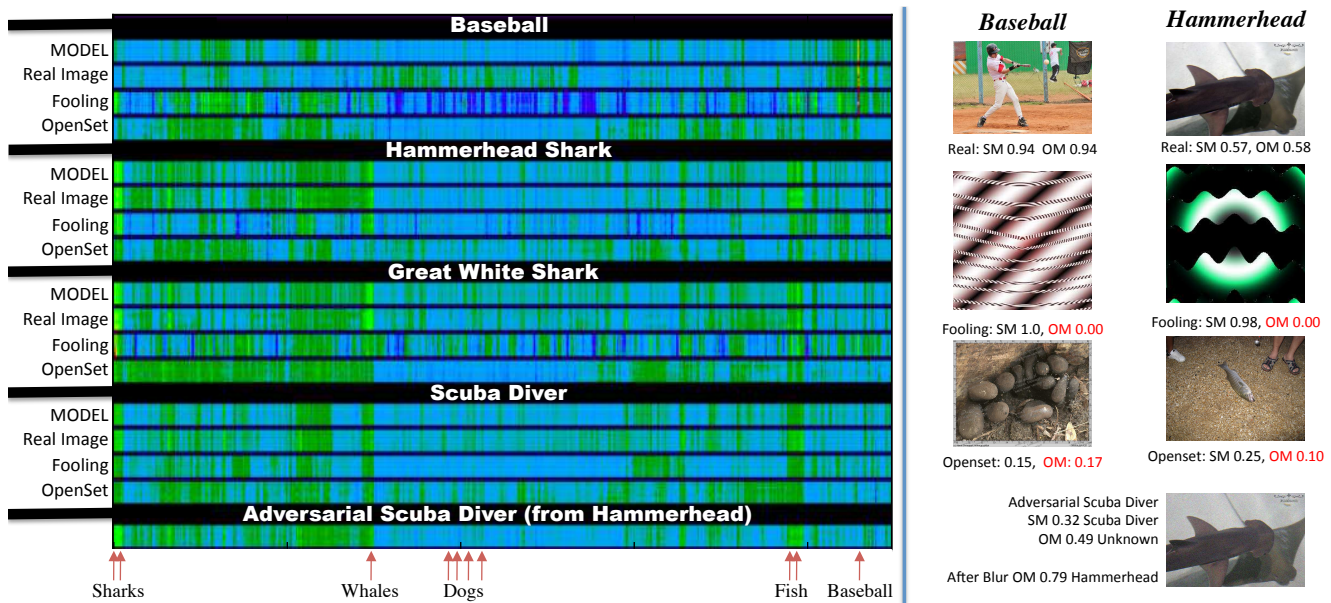 Baseball
MODEL
Real Image
Fooling
OpenSet
Hammerhead Shark
MODEL
Real Image
Fooling
OpenSet
Great White Shark
MODEL
Real Image
Fooling
OpenSet
Scuba Diver
MODEL
Real Image
Fooling
OpenSet
Adversarial Scuba Diver (from Hammerhead)
Sharks Whales Dogs Fish Baseball
Baseball Hammerhead
Real: SM 0.94 OM 0.94 Real: SM 0.57, OM 0.58
Fooling: SM 1.0, OM 0.00 Fooling: SM 0.98, OM 0.00
Openset: 0.15, OM: 0.17 Openset: SM 0.25, OM 0.10
Adversarial Scuba Diver
SM 0.32 Scuba Diver
OM 0.49 Unknown
After Blur OM 0.79 Hammerhead